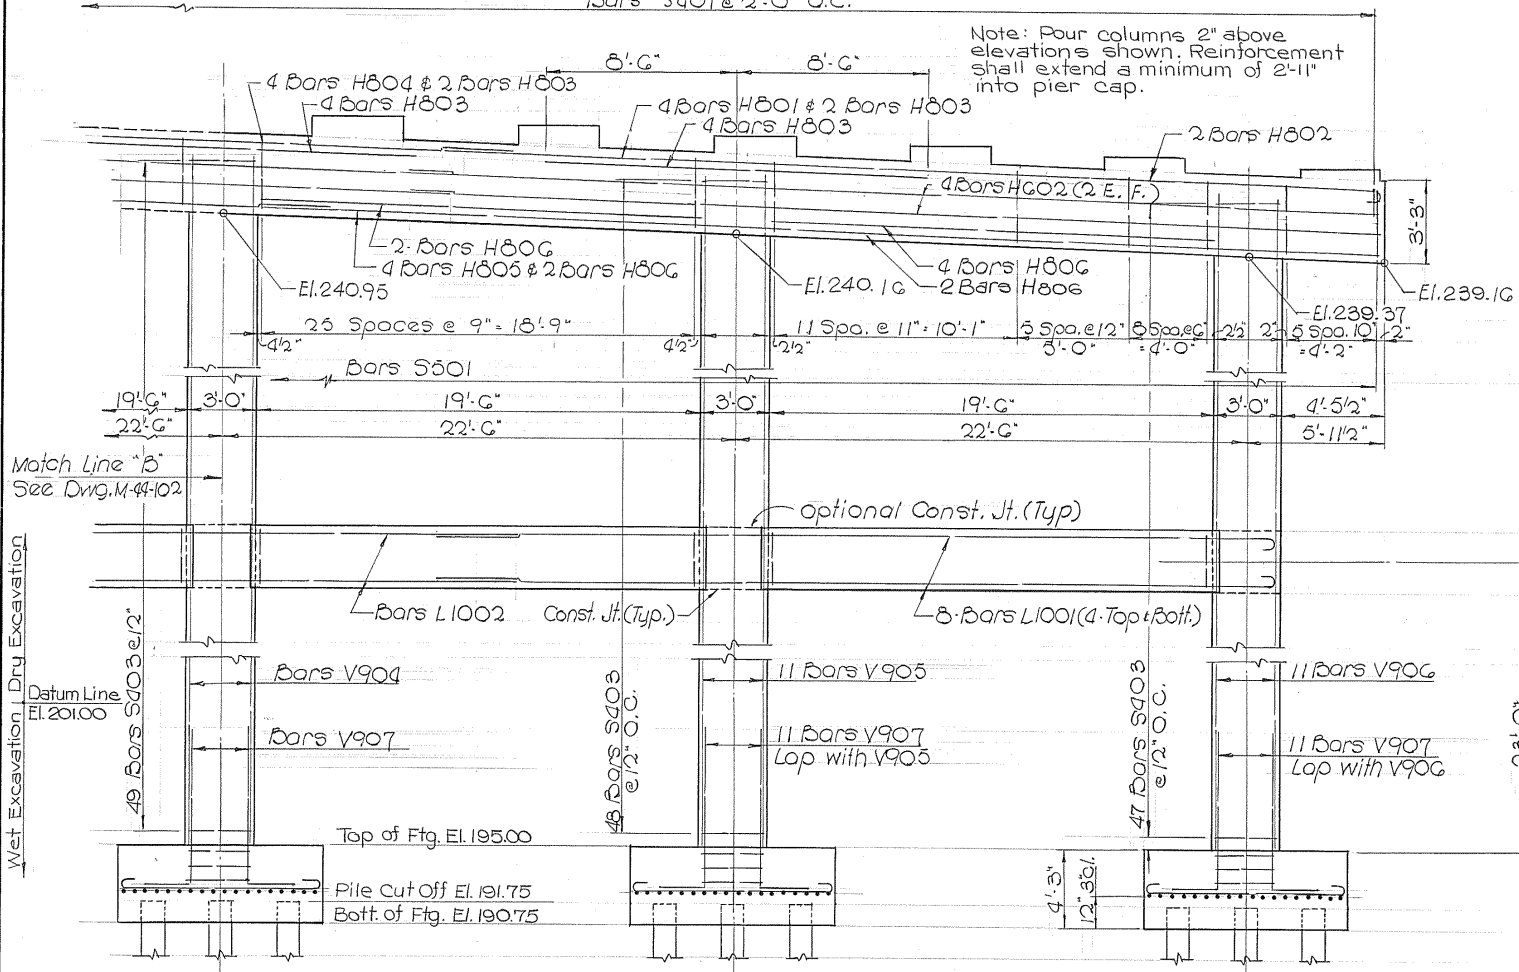 Bars S401 @ 2'-0" O.C.
Note: Pour columns 2" above
elevations shown. Reinforcement
shall extend a minimum of 2'-11"
into pier cap.
8'-6" 8'-6"
4 Bars H804 & 2 Bars H803
4 Bars H803
4 Bars H801 & 2 Bars H803
4 Bars H803
2 Bars H802
4 Bars H602 (2 E. F.)
3'-3"
2-Bars H806
4 Bars H805 & 2 Bars H806
4 Bars H806
2 Bars H806
El. 240.95
El. 240.16
El. 239.37
El. 239.16
25 Spaces @ 9" = 18'-9"
4½" 4½" 2½"
11 Spa. @ 11" = 10'-1"
5 Spa. @ 12"
5'-0"
8 Spa. @ 6"
= 4'-0"
2½" 2"
5 Spa. 10"
= 4'-2"
2"
Bars S501
19'-6" 3'-0" 19'-6" 3'-0" 19'-6" 3'-0" 4'-5½"
22'-6" 22'-6" 22'-6" 5'-11½"
Match Line "B"
See Dwg. M-44-102
Optional Const. Jt. (Typ)
Bars L1002
Const. Jt. (Typ.)
8-Bars L1001 (4-Top & Bott.)
Wet Excavation Dry Excavation
Datum Line
El. 201.00
49 Bars S403 @ 12"
Bars V904
Bars V907
48 Bars S403
@ 12" O.C.
11 Bars V905
11 Bars V907
Lap with V905
47 Bars S403
@ 12" O.C.
11 Bars V906
11 Bars V907
Lap with V906
Top of Ftg. El. 195.00
Pile Cut Off El. 191.75
Bott. of Ftg. El. 190.75
4'-3"
12" 3"cl.